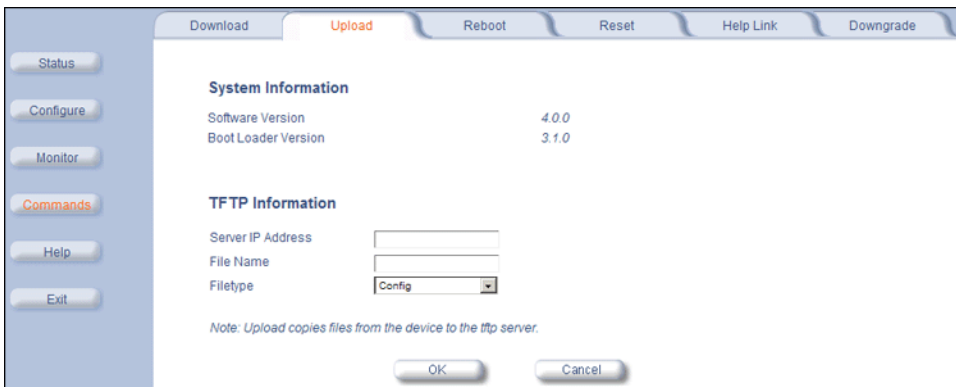 Download Upload Reboot Reset Help Link Downgrade
Status
Configure
Monitor
Commands
Help
Exit
System Information
Software Version 4.0.0
Boot Loader Version 3.1.0
TFTP Information
Server IP Address
File Name
Filetype Config
Note: Upload copies files from the device to the tftp server.
OK Cancel